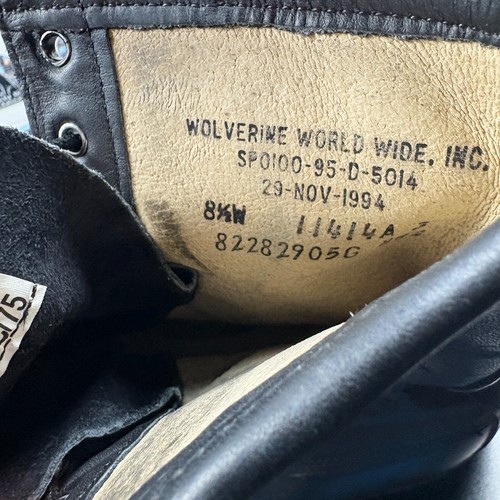 WOLVERINE WORLD WIDE, INC.
SP0100-95-D-5014
29-NOV-1994
8½W 11414A
82282905G